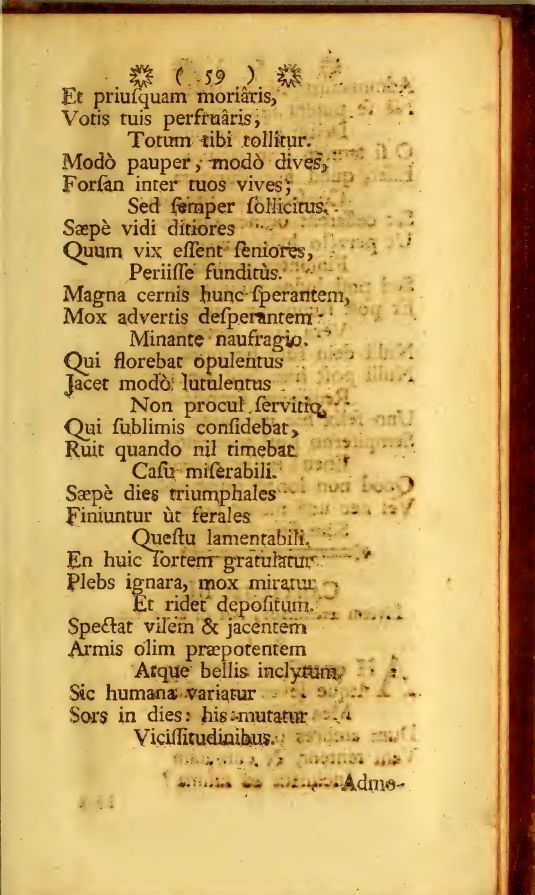 ( 59 )
Et priuſquam moriâris,
Votis tuis perfruâris,
Totum tibi tollitur.
Modò pauper, modò dives,
Forſan inter tuos vives,
Sed ſemper ſollicitus.
Sæpè vidi ditiores
Quum vix eſſent ſeniores,
Periiſſe funditùs.
Magna cernis hunc ſperantem,
Mox advertis deſperantem
Minante naufragio.
Qui florebat opulentus
Jacet modò lutulentus
Non procul ſervitio,
Qui ſublimis conſidebat,
Ruit quando nil timebat
Caſu miſerabili.
Sæpè dies triumphales
Finiuntur ùt ferales
Queſtu lamentabili.
En huic ſortem gratulatur
Plebs ignara, mox miratur
Et ridet depoſitum.
Spectat vilem & jacentem
Armis olim præpotentem
Atque bellis inclytum.
Sic humana variatur
Sors in dies: his mutatur
Viciſſitudinibus.
Admo-